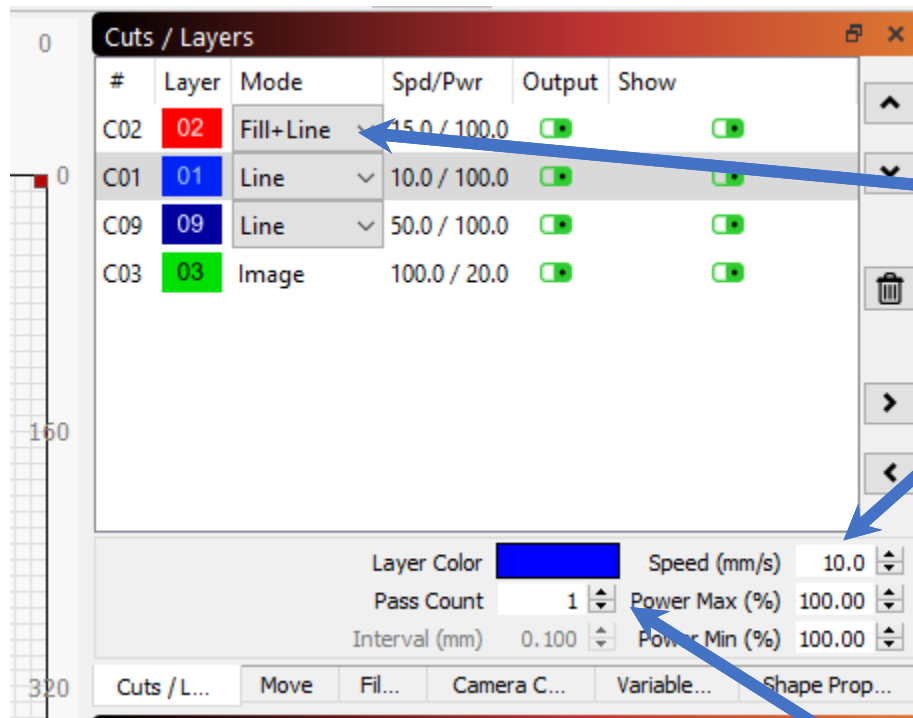 Cuts / Layers
0
# Layer Mode Spd/Pwr Output Show
C02 02 Fill+Line 15.0 / 100.0
0
C01 01 Line 10.0 / 100.0
C09 09 Line 50.0 / 100.0
C03 03 Image 100.0 / 20.0
160
Layer Color Speed (mm/s) 10.0
Pass Count 1 Power Max (%) 100.00
Interval (mm) 0.100 Power Min (%) 100.00
320
Cuts / L... Move Fil... Camera C... Variable... Shape Prop...